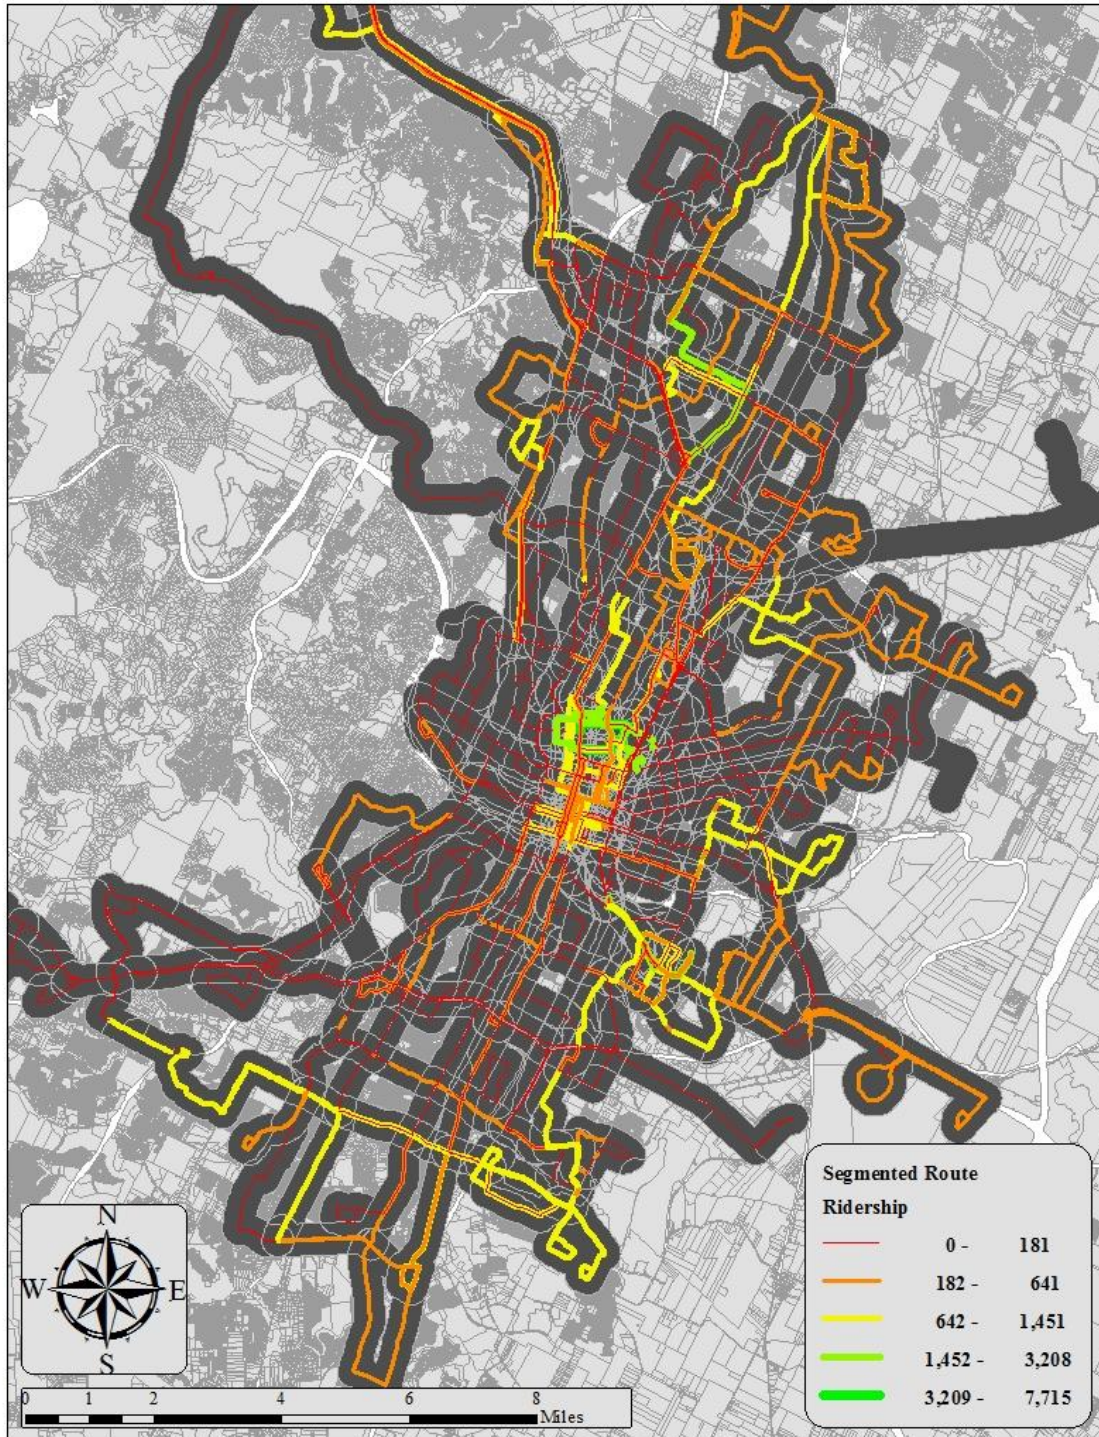 Segmented Route
Ridership
0 - 181
182 - 641
642 - 1,451
1,452 - 3,208
3,209 - 7,715
N
W E
S
0 1 2 4 6 8
Miles